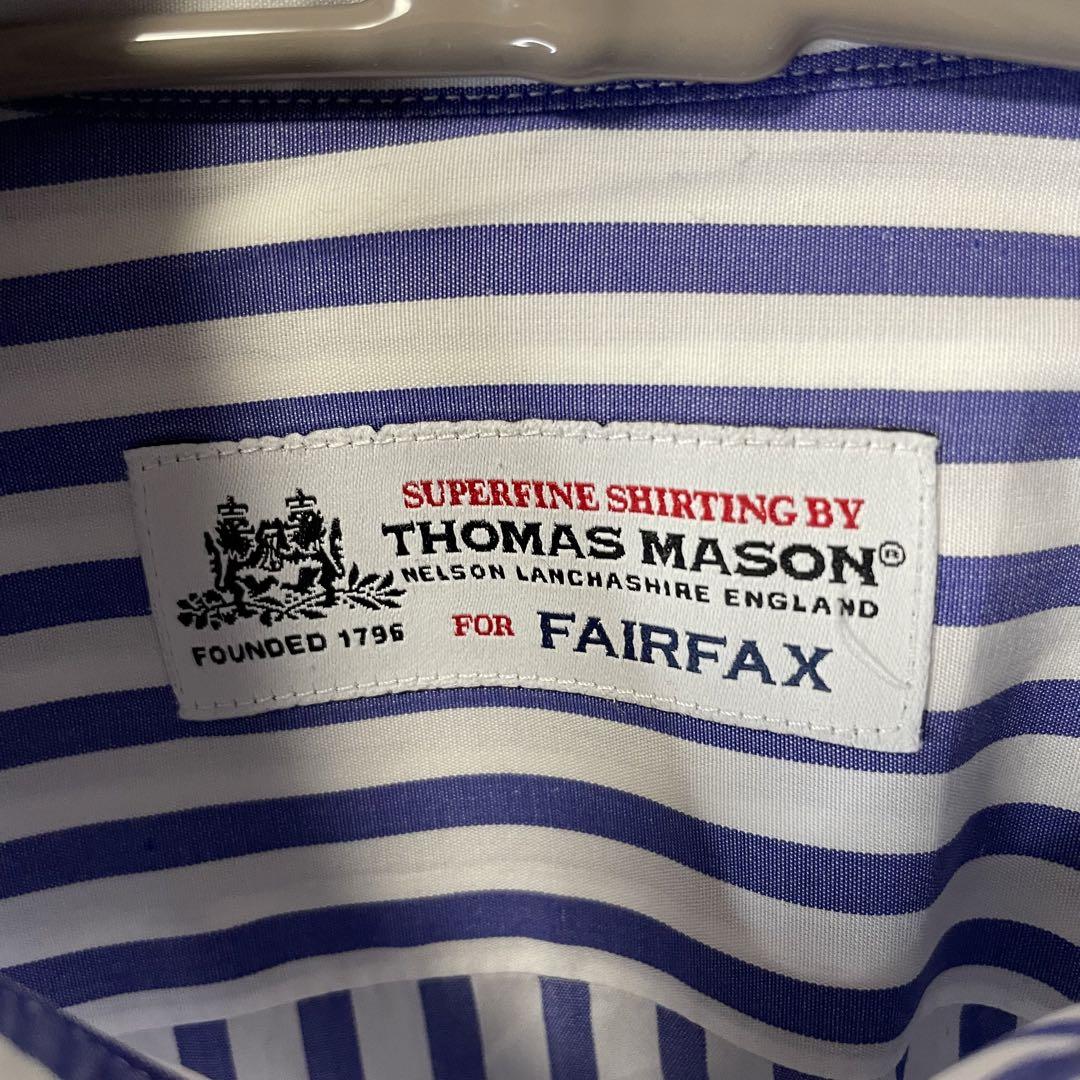 SUPERFINE SHIRTING BY
THOMAS MASON®
NELSON LANCHASHIRE ENGLAND
FOUNDED 1796
FOR FAIRFAX